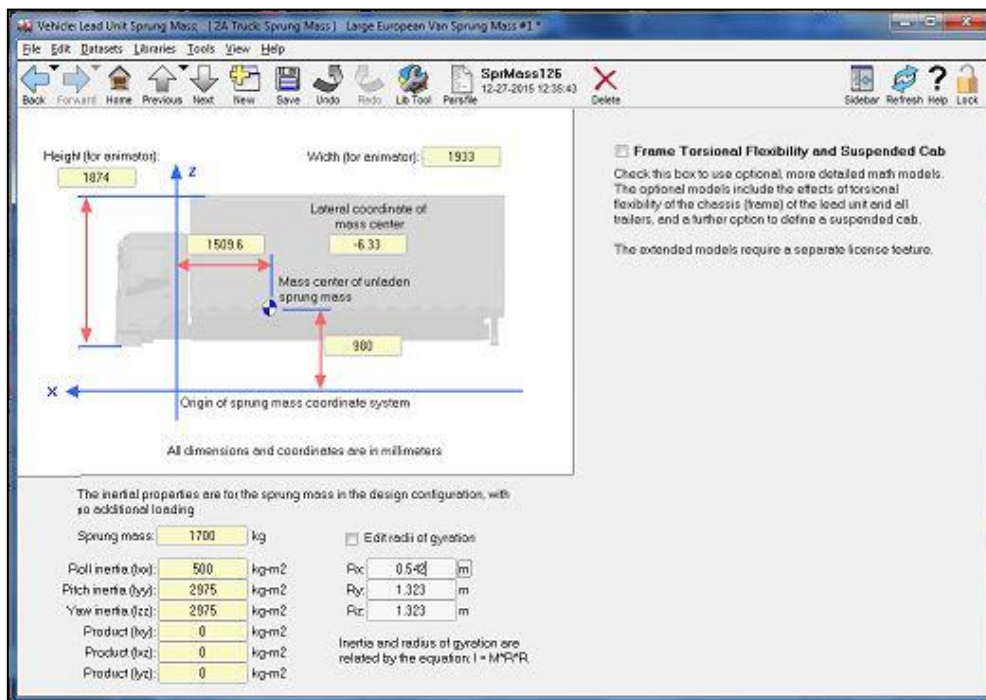 Vehicle: Lead Unit Sprung Mass; { 2A Truck: Sprung Mass } Large European Van Sprung Mass #1 *
File Edit Datasets Libraries Tools View Help
SprMass126
12-27-2015 12:35:43
Back Forward Home Previous Next New Save Undo Redo Lib Tool Parsfile Delete Sidebar Refresh Help Lock
Height (for animator):
1874
Width (for animator): 1933
Z
Lateral coordinate of
mass center
1509.6
-6.33
Mass center of unladen
sprung mass
980
X
Origin of sprung mass coordinate system
All dimensions and coordinates are in millimeters
Frame Torsional Flexibility and Suspended Cab
Check this box to use optional, more detailed math models.
The optional models include the effects of torsional
flexibility of the chassis (frame) of the lead unit and all
trailers, and a further option to define a suspended cab.
The extended models require a separate license feature.
The inertial properties are for the sprung mass in the design configuration, with
no additional loading
Sprung mass: 1700 kg
Edit radii of gyration
Roll inertia (Ixx): 500 kg-m2
Rx: 0.542 m
Pitch inertia (Iyy): 2975 kg-m2
Ry: 1.323 m
Yaw inertia (Izz): 2975 kg-m2
Rz: 1.323 m
Product (Ixy): 0 kg-m2
Product (Ixz): 0 kg-m2
Product (Iyz): 0 kg-m2
Inertia and radius of gyration are
related by the equation: I = M*R*R